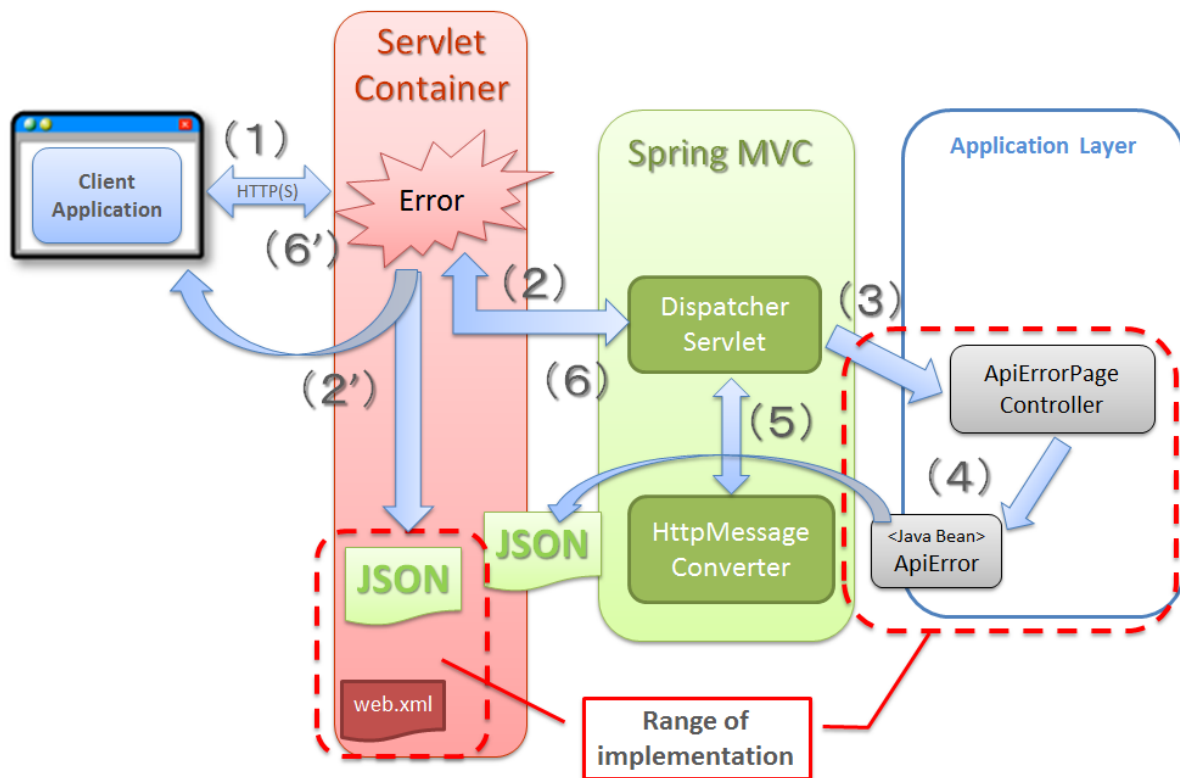 Servlet
Container
(1)
Client
Application
HTTP(S)
Error
(6')
Spring MVC
Application Layer
(2)
Dispatcher
Servlet
(3)
(2')
(6)
(5)
ApiErrorPage
Controller
(4)
JSON
JSON
HttpMessage
Converter
<Java Bean>
ApiError
web.xml
Range of
implementation